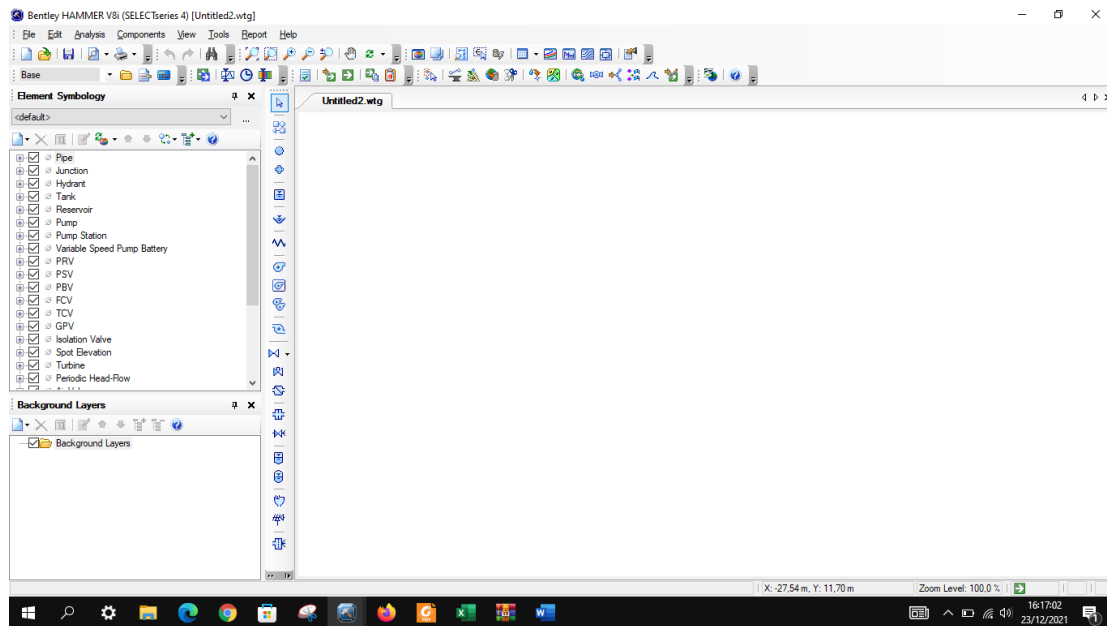 Bentley HAMMER V8i (SELECTseries 4) [Untitled2.wtg]
File Edit Analysis Components View Tools Report Help
Base
Element Symbology
Untitled2.wtg
<default>
...
Pipe
Junction
Hydrant
Tank
Reservoir
Pump
Pump Station
Variable Speed Pump Battery
PRV
PSV
PBV
FCV
TCV
GPV
Isolation Valve
Spot Elevation
Turbine
Periodic Head-Flow
Background Layers
Background Layers
X: -27,54 m, Y: 11,70 m
Zoom Level: 100,0 %
16:17:02
23/12/2021